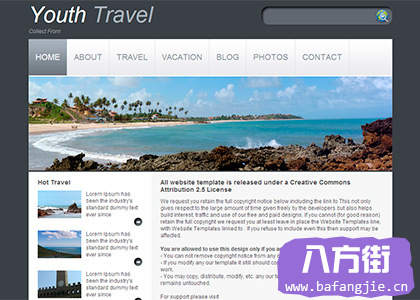 Youth Travel
Collect From
HOME ABOUT TRAVEL VACATION BLOG PHOTOS CONTACT
Hot Travel
Lorem Ipsum has
been the industry's
standard dummy text
ever since
Lorem Ipsum has
been the industry's
standard dummy text
ever since
Lorem Ipsum has
been the industry's
standard dummy text
ever since
All website template is released under a Creative Commons
Attribution 2.5 License
We request you retain the full copyright notice below including the link to This not only
gives respect to the large amount of time given freely by the developers but also helps
build interest, traffic and use of our free and paid designs. If you cannot (for good reason)
retain the full copyright we request you at least leave in place the Website Templates line,
with Website Templates linked to . If you refuse to include even this then support may be
affected.
You are allowed to use this design only if you
- You can not remove copyright notice from any
- If you modify any our template it still should
work.
- You may copy, distribute, modify, etc. any our
remains untouched.
For support please visit
八方街
www.bafangjie.cn